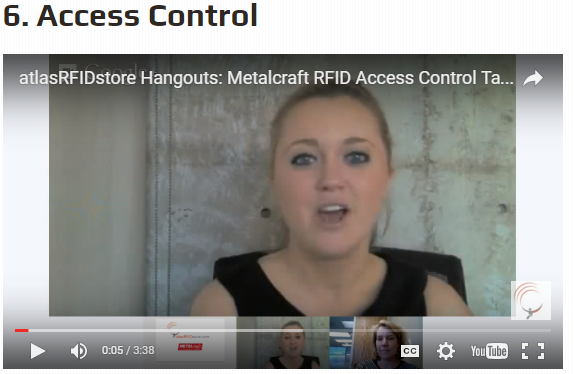 6. Access Control
atlasRFIDstore Hangouts: Metalcraft RFID Access Control Ta...
0:05 / 3:38
CC
YouTube